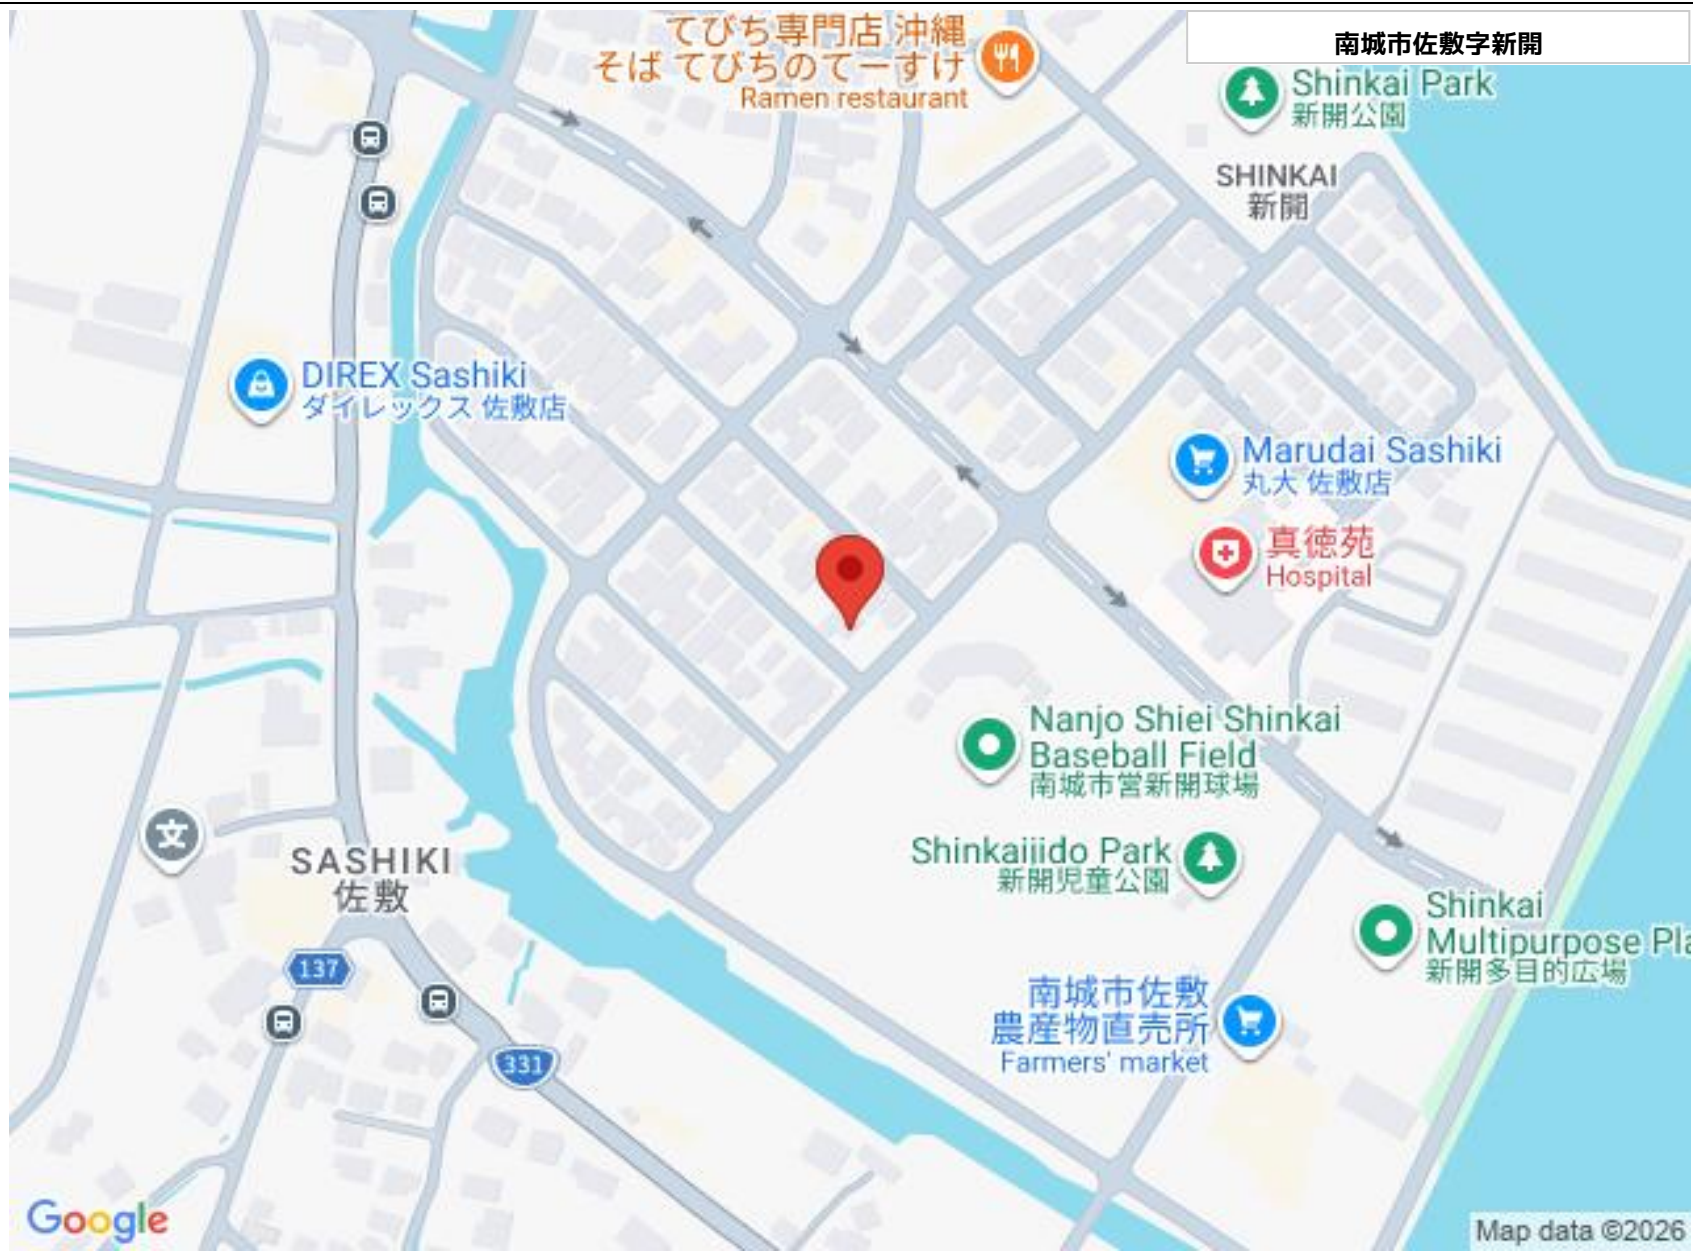 南城市佐敷字新開
てびち専門店 沖縄
そば てびちのてーすけ
Ramen restaurant
Shinkai Park
新開公園
SHINKAI
新開
DIREX Sashiki
ダイレックス 佐敷店
Marudai Sashiki
丸大 佐敷店
真徳苑
Hospital
Nanjo Shiei Shinkai
Baseball Field
南城市営新開球場
文
SASHIKI
佐敷
Shinkaijido Park
新開児童公園
Shinkai
Multipurpose Pla
新開多目的広場
137
南城市佐敷
農産物直売所
Farmers' market
331
Google
Map data ©2026